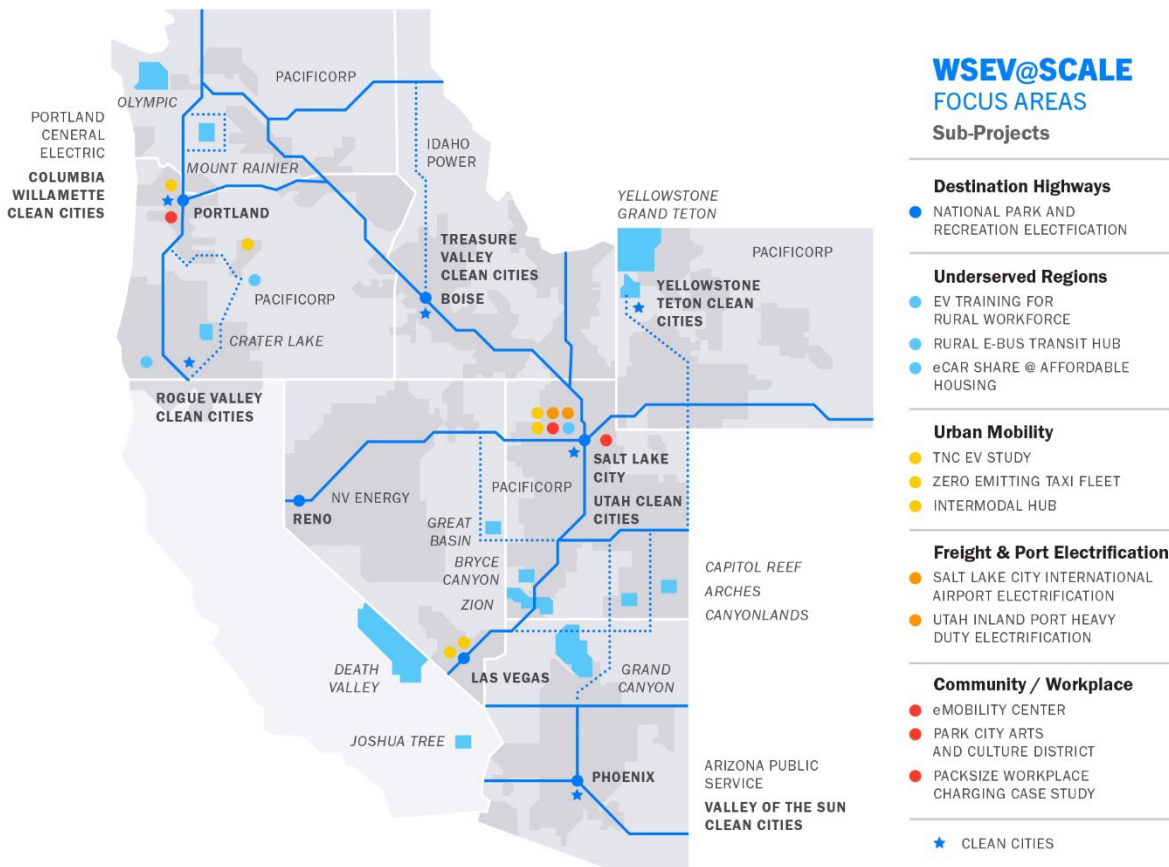 PACIFICORP
OLYMPIC
PORTLAND
GENERAL
ELECTRIC
COLUMBIA
WILLAMETTE
CLEAN CITIES
MOUNT RAINIER
PORTLAND
IDAHO
POWER
TREASURE
VALLEY
CLEAN CITIES
BOISE
PACIFICORP
CRATER LAKE
ROGUE VALLEY
CLEAN CITIES
YELLOWSTONE
GRAND TETON
PACIFICORP
YELLOWSTONE
TETON CLEAN
CITIES
SALT LAKE
CITY
UTAH CLEAN
CITIES
PACIFICORP
NV ENERGY
RENO
GREAT
BASIN
BRYCE
CANYON
ZION
CAPITOL REEF
ARCHES
CANYONLANDS
DEATH
VALLEY
LAS VEGAS
GRAND
CANYON
JOSHUA TREE
PHOENIX
ARIZONA PUBLIC
SERVICE
VALLEY OF THE SUN
CLEAN CITIES
WSEV@SCALE
FOCUS AREAS
Sub-Projects
Destination Highways
NATIONAL PARK AND
RECREATION ELECTFICATION
Underserved Regions
EV TRAINING FOR
RURAL WORKFORCE
RURAL E-BUS TRANSIT HUB
eCAR SHARE @ AFFORDABLE
HOUSING
Urban Mobility
TNC EV STUDY
ZERO EMITTING TAXI FLEET
INTERMODAL HUB
Freight & Port Electrification
SALT LAKE CITY INTERNATIONAL
AIRPORT ELECTRIFICATION
UTAH INLAND PORT HEAVY
DUTY ELECTRIFICATION
Community / Workplace
eMOBILITY CENTER
PARK CITY ARTS
AND CULTURE DISTRICT
PACKSIZE WORKPLACE
CHARGING CASE STUDY
CLEAN CITIES